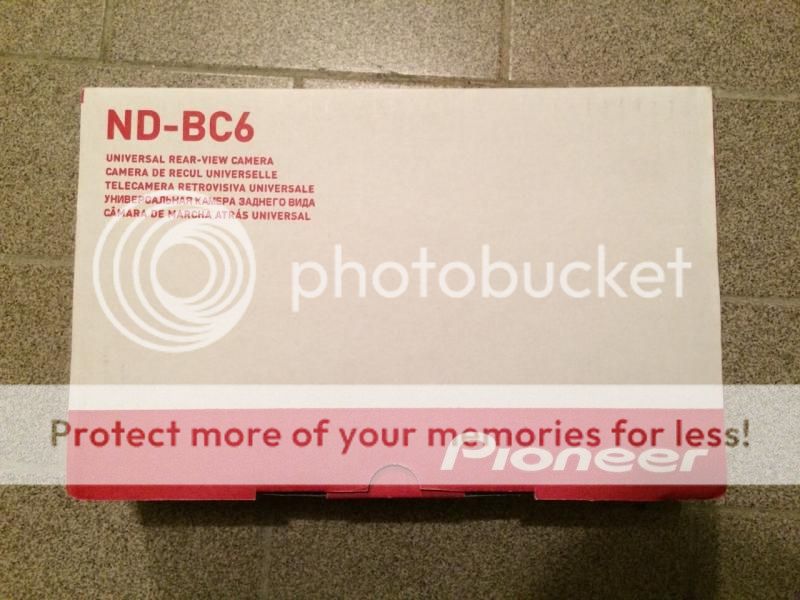 ND-BC6
UNIVERSAL REAR-VIEW CAMERA
CAMERA DE RECUL UNIVERSELLE
TELECAMERA RETROVISIVA UNIVERSALE
УНИВЕРСАЛЬНАЯ КАМЕРА ЗАДНЕГО ВИДА
CÂMARA DE MARCHA ATRÁS UNIVERSAL
photobucket
Protect more of your memories for less!
Pioneer